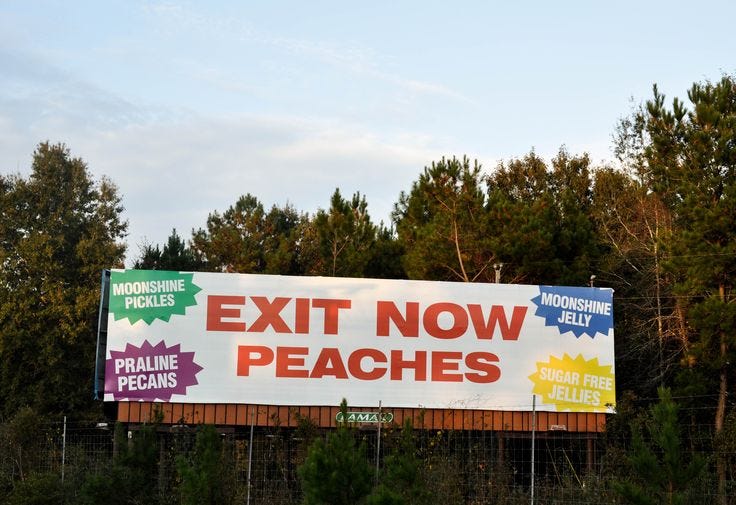 MOONSHINE
PICKLES
EXIT NOW
PEACHES
MOONSHINE
JELLY
PRALINE
PECANS
SUGAR FREE
JELLIES
LAMAR